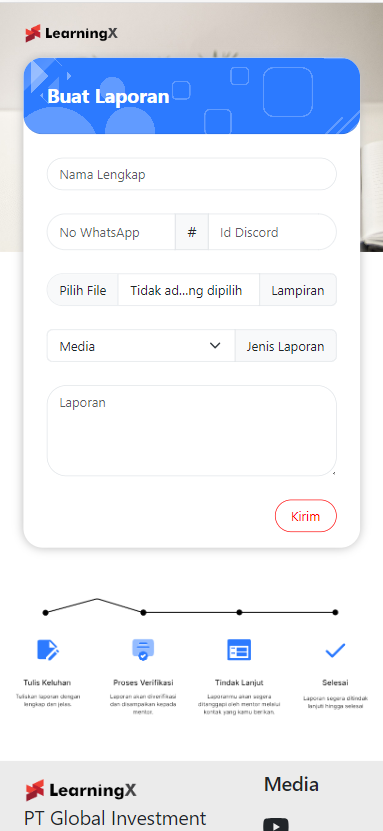 LearningX
Buat Laporan
Nama Lengkap
No WhatsApp # Id Discord
Pilih File Tidak ad...ng dipilih Lampiran
Media Jenis Laporan
Laporan
Kirim
Tulis Keluhan
Tuliskan laporan dengan
lengkap dan jelas.
Proses Verifikasi
Laporan akan diverifikasi
dan disampaikan kepada
mentor.
Tindak Lanjut
Laporanmu akan segera
ditanggapi oleh mentor melalui
kontak yang kamu berikan.
Selesai
Laporan segera ditindak
lanjuti hingga selesai
LearningX
PT Global Investment
Media